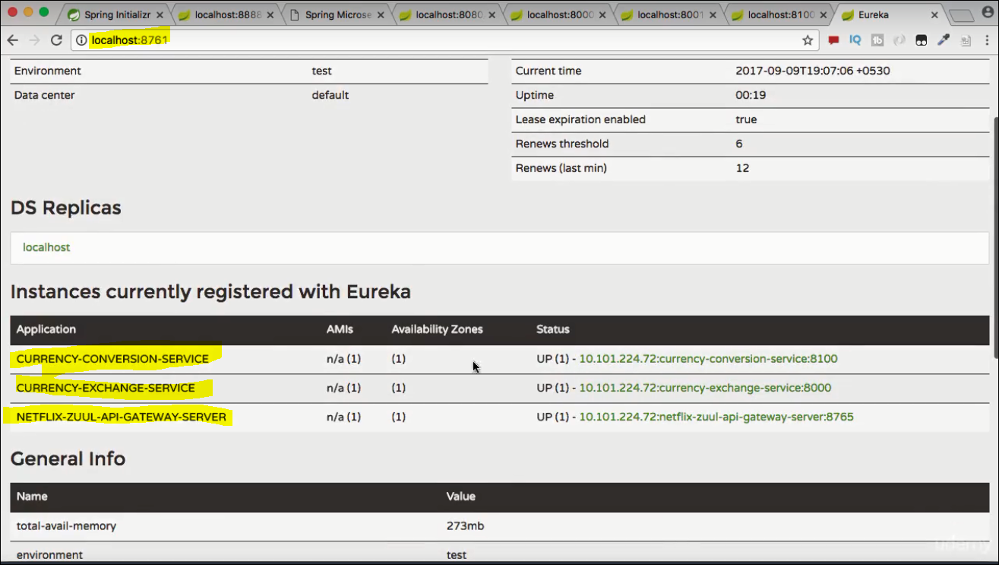 Spring Initializr
localhost:8888
Spring Microse
localhost:8080
localhost:8000
localhost:8001
localhost:8100
Eureka
localhost:8761
IQ
Environment test
Data center default
Current time 2017-09-09T19:07:06 +0530
Uptime 00:19
Lease expiration enabled true
Renews threshold 6
Renews (last min) 12
DS Replicas
localhost
Instances currently registered with Eureka
Application AMIs Availability Zones Status
CURRENCY-CONVERSION-SERVICE n/a (1) (1) UP (1) - 10.101.224.72:currency-conversion-service:8100
CURRENCY-EXCHANGE-SERVICE n/a (1) (1) UP (1) - 10.101.224.72:currency-exchange-service:8000
NETFLIX-ZUUL-API-GATEWAY-SERVER n/a (1) (1) UP (1) - 10.101.224.72:netflix-zuul-api-gateway-server:8765
General Info
Name Value
total-avail-memory 273mb
environment test
udemy